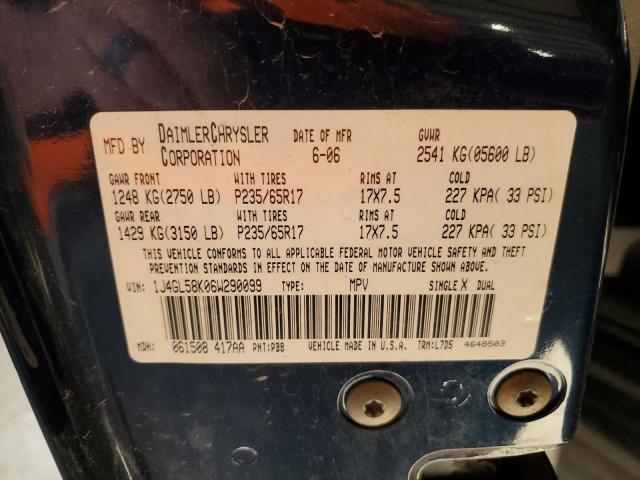 MFD BY DAIMLERCHRYSLER CORPORATION DATE OF MFR 6-06 GVWR 2541 KG(05600 LB)
GAWR FRONT WITH TIRES RIMS AT COLD
1248 KG(2750 LB) P235/65R17 17X7.5 227 KPA( 33 PSI)
GAWR REAR WITH TIRES RIMS AT COLD
1429 KG(3150 LB) P235/65R17 17X7.5 227 KPA( 33 PSI)
THIS VEHICLE CONFORMS TO ALL APPLICABLE FEDERAL MOTOR VEHICLE SAFETY AND THEFT
PREVENTION STANDARDS IN EFFECT ON THE DATE OF MANUFACTURE SHOWN ABOVE.
VIN: 1J4GL58K06W290099 TYPE: MPV SINGLE X DUAL
MDH: 061508 417AA PNT:PBB VEHICLE MADE IN U.S.A. TRM:L7D5 4648503